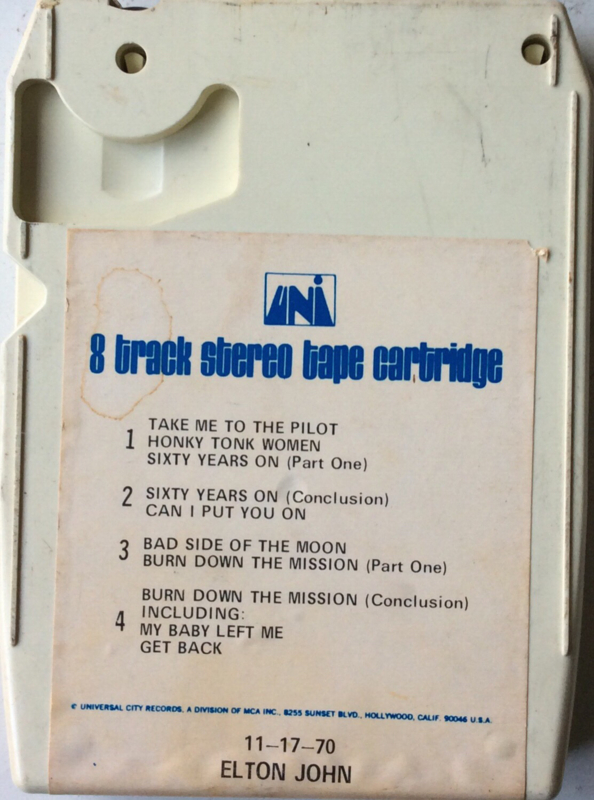 UNI
8 track stereo tape cartridge
1 TAKE ME TO THE PILOT
HONKY TONK WOMEN
SIXTY YEARS ON (Part One)
2 SIXTY YEARS ON (Conclusion)
CAN I PUT YOU ON
3 BAD SIDE OF THE MOON
BURN DOWN THE MISSION (Part One)
4 BURN DOWN THE MISSION (Conclusion)
INCLUDING:
MY BABY LEFT ME
GET BACK
© UNIVERSAL CITY RECORDS, A DIVISION OF MCA INC., 8255 SUNSET BLVD., HOLLYWOOD, CALIF. 90046 U.S.A.
11-17-70
ELTON JOHN